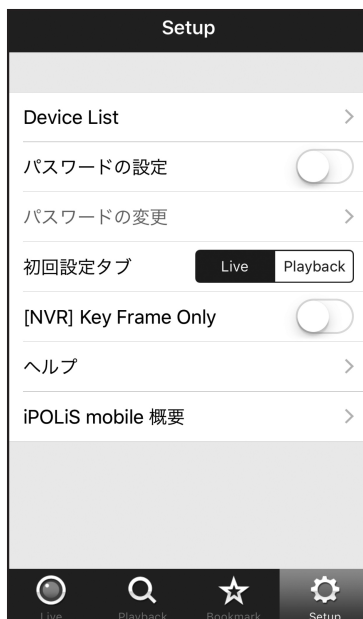 Setup
Device List
パスワードの設定
パスワードの変更
初回設定タブ Live Playback
[NVR] Key Frame Only
ヘルプ
iPOLiS mobile 概要
Live Playback Bookmark Setup